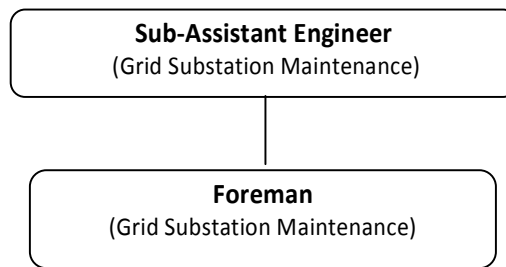 Sub-Assistant Engineer
(Grid Substation Maintenance)
Foreman
(Grid Substation Maintenance)